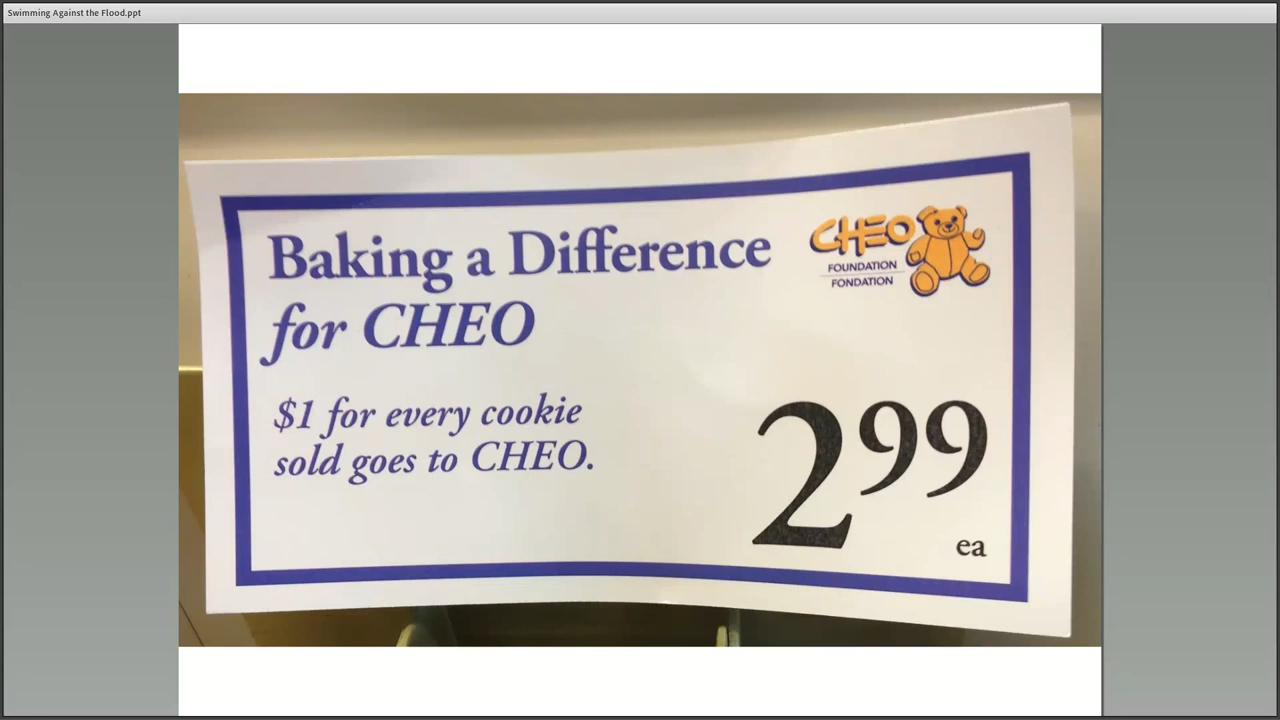 Swimming Against the Flood.ppt
Baking a Difference
for CHEO
CHEO
FOUNDATION
FONDATION
$1 for every cookie
sold goes to CHEO.
2 99
ea